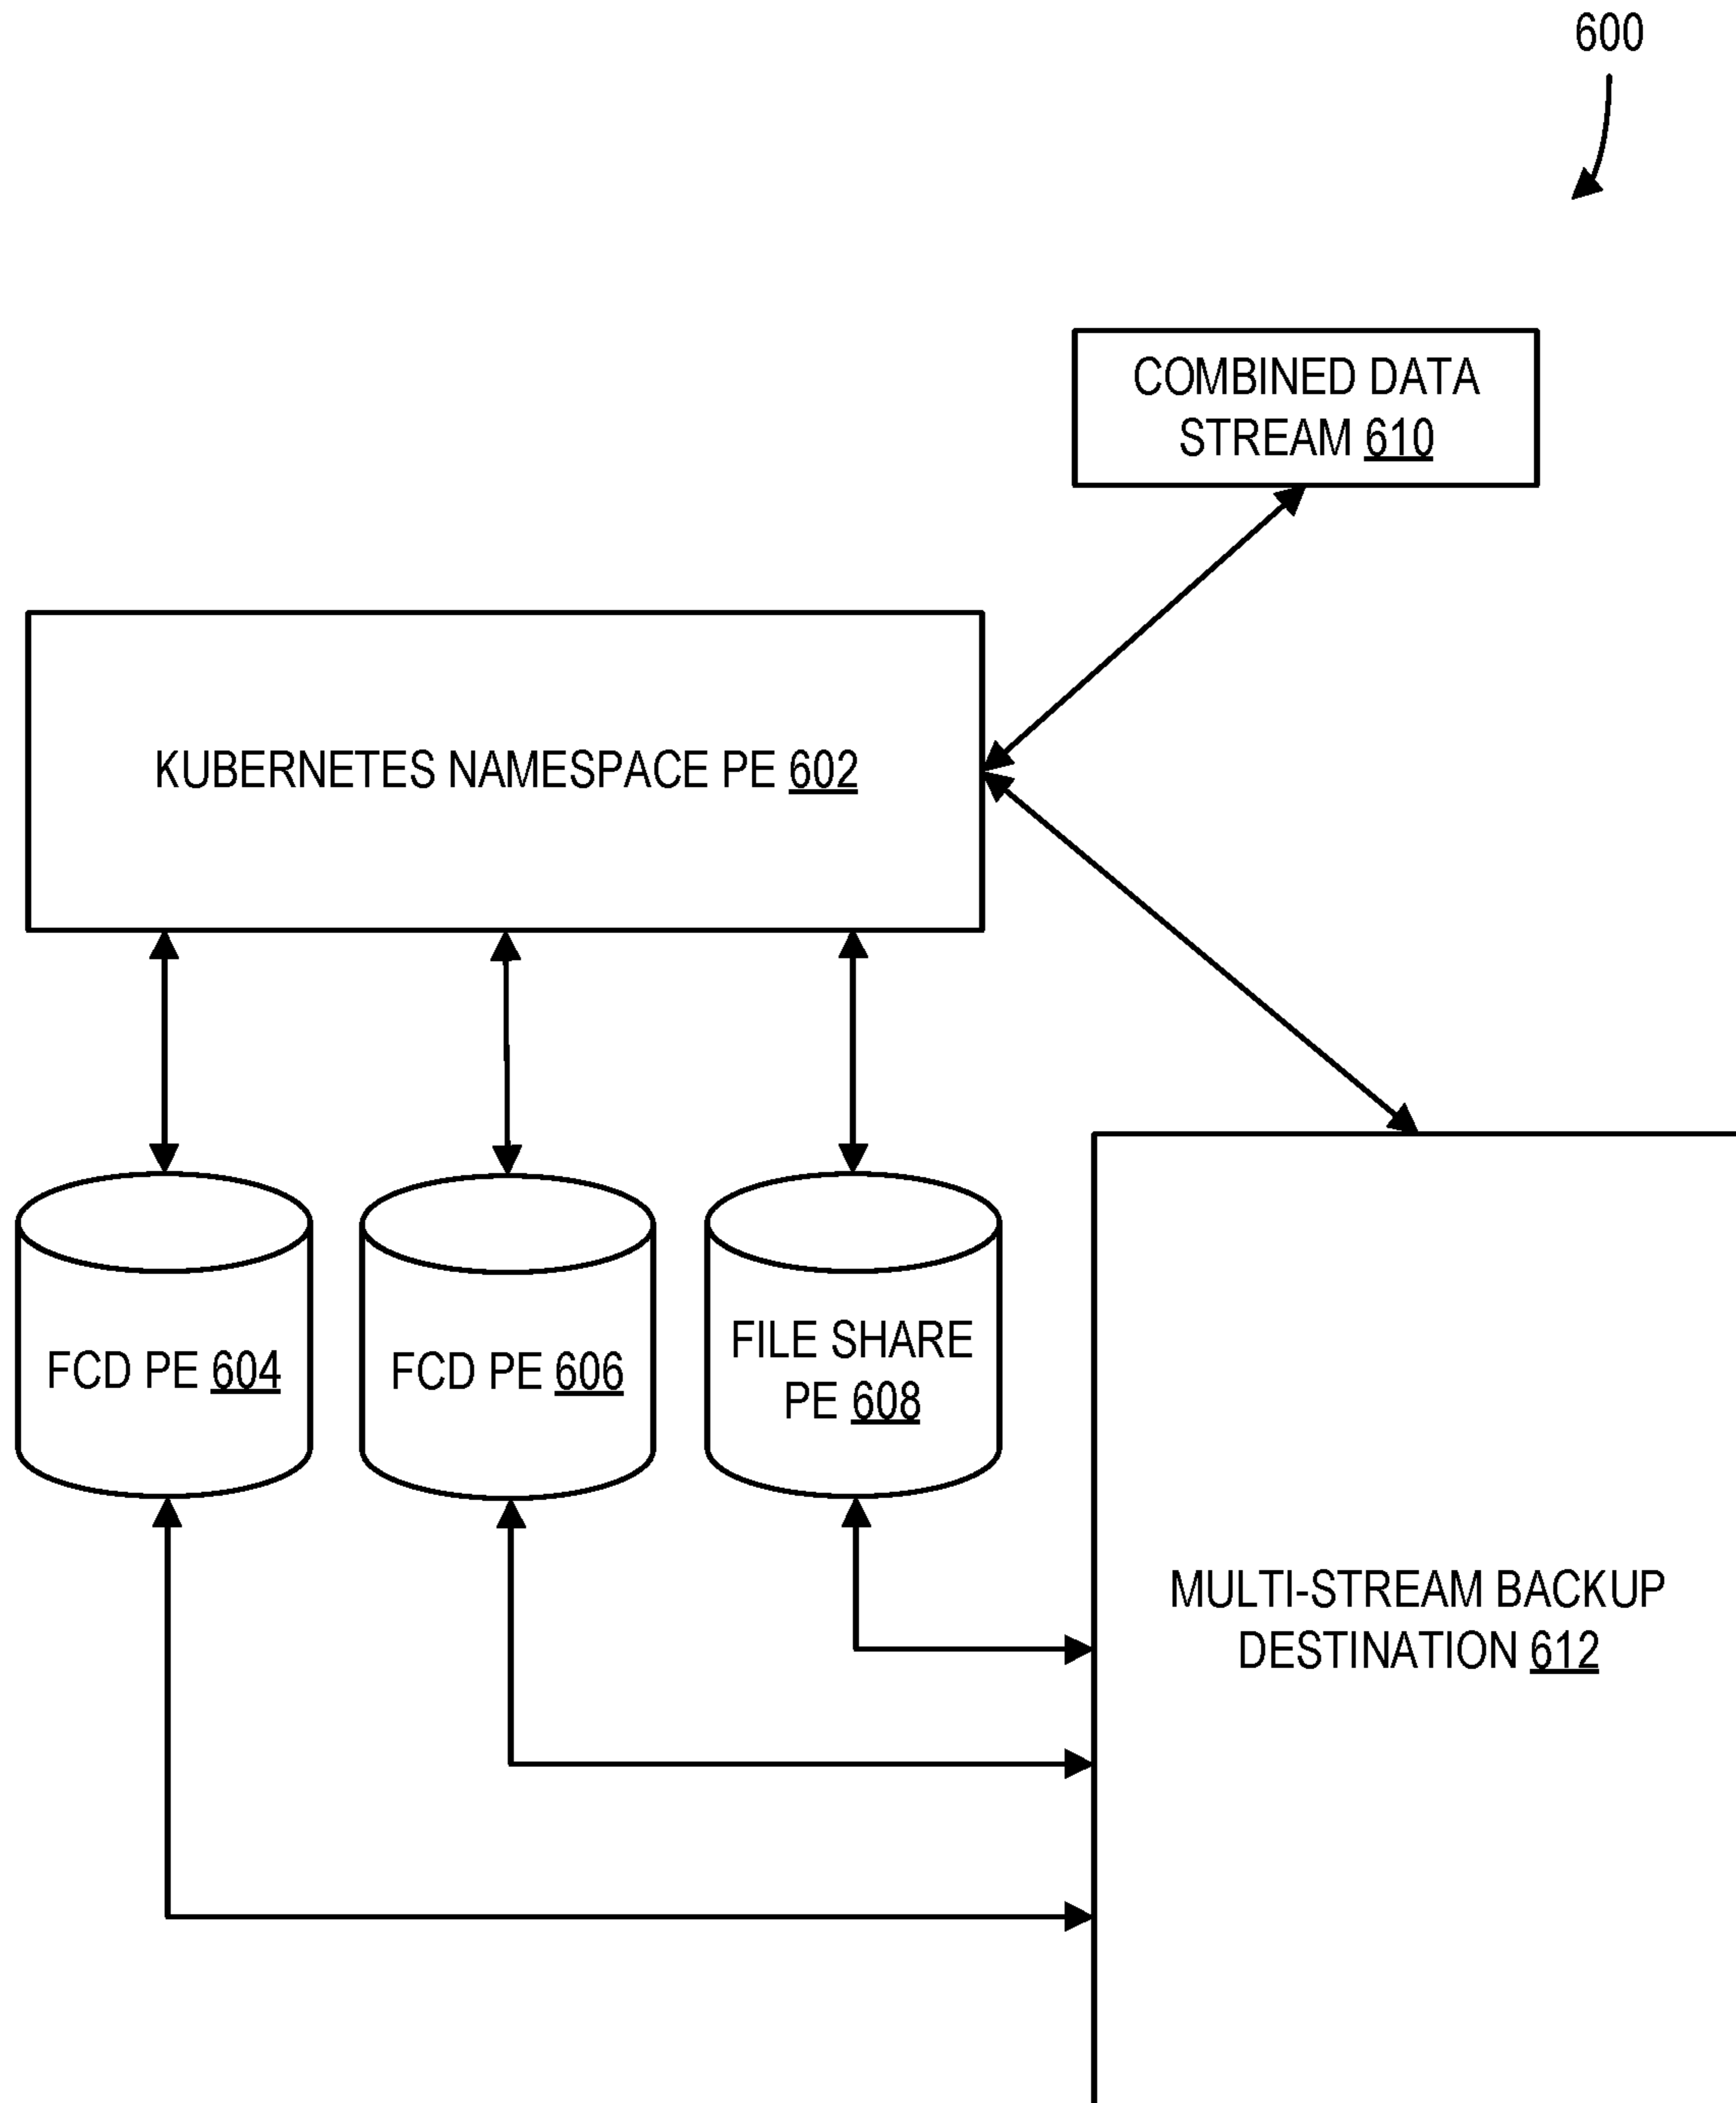 600
COMBINED DATA
STREAM 610
KUBERNETES NAMESPACE PE 602
FCD PE 604
FCD PE 606
FILE SHARE
PE 608
MULTI-STREAM BACKUP
DESTINATION 612